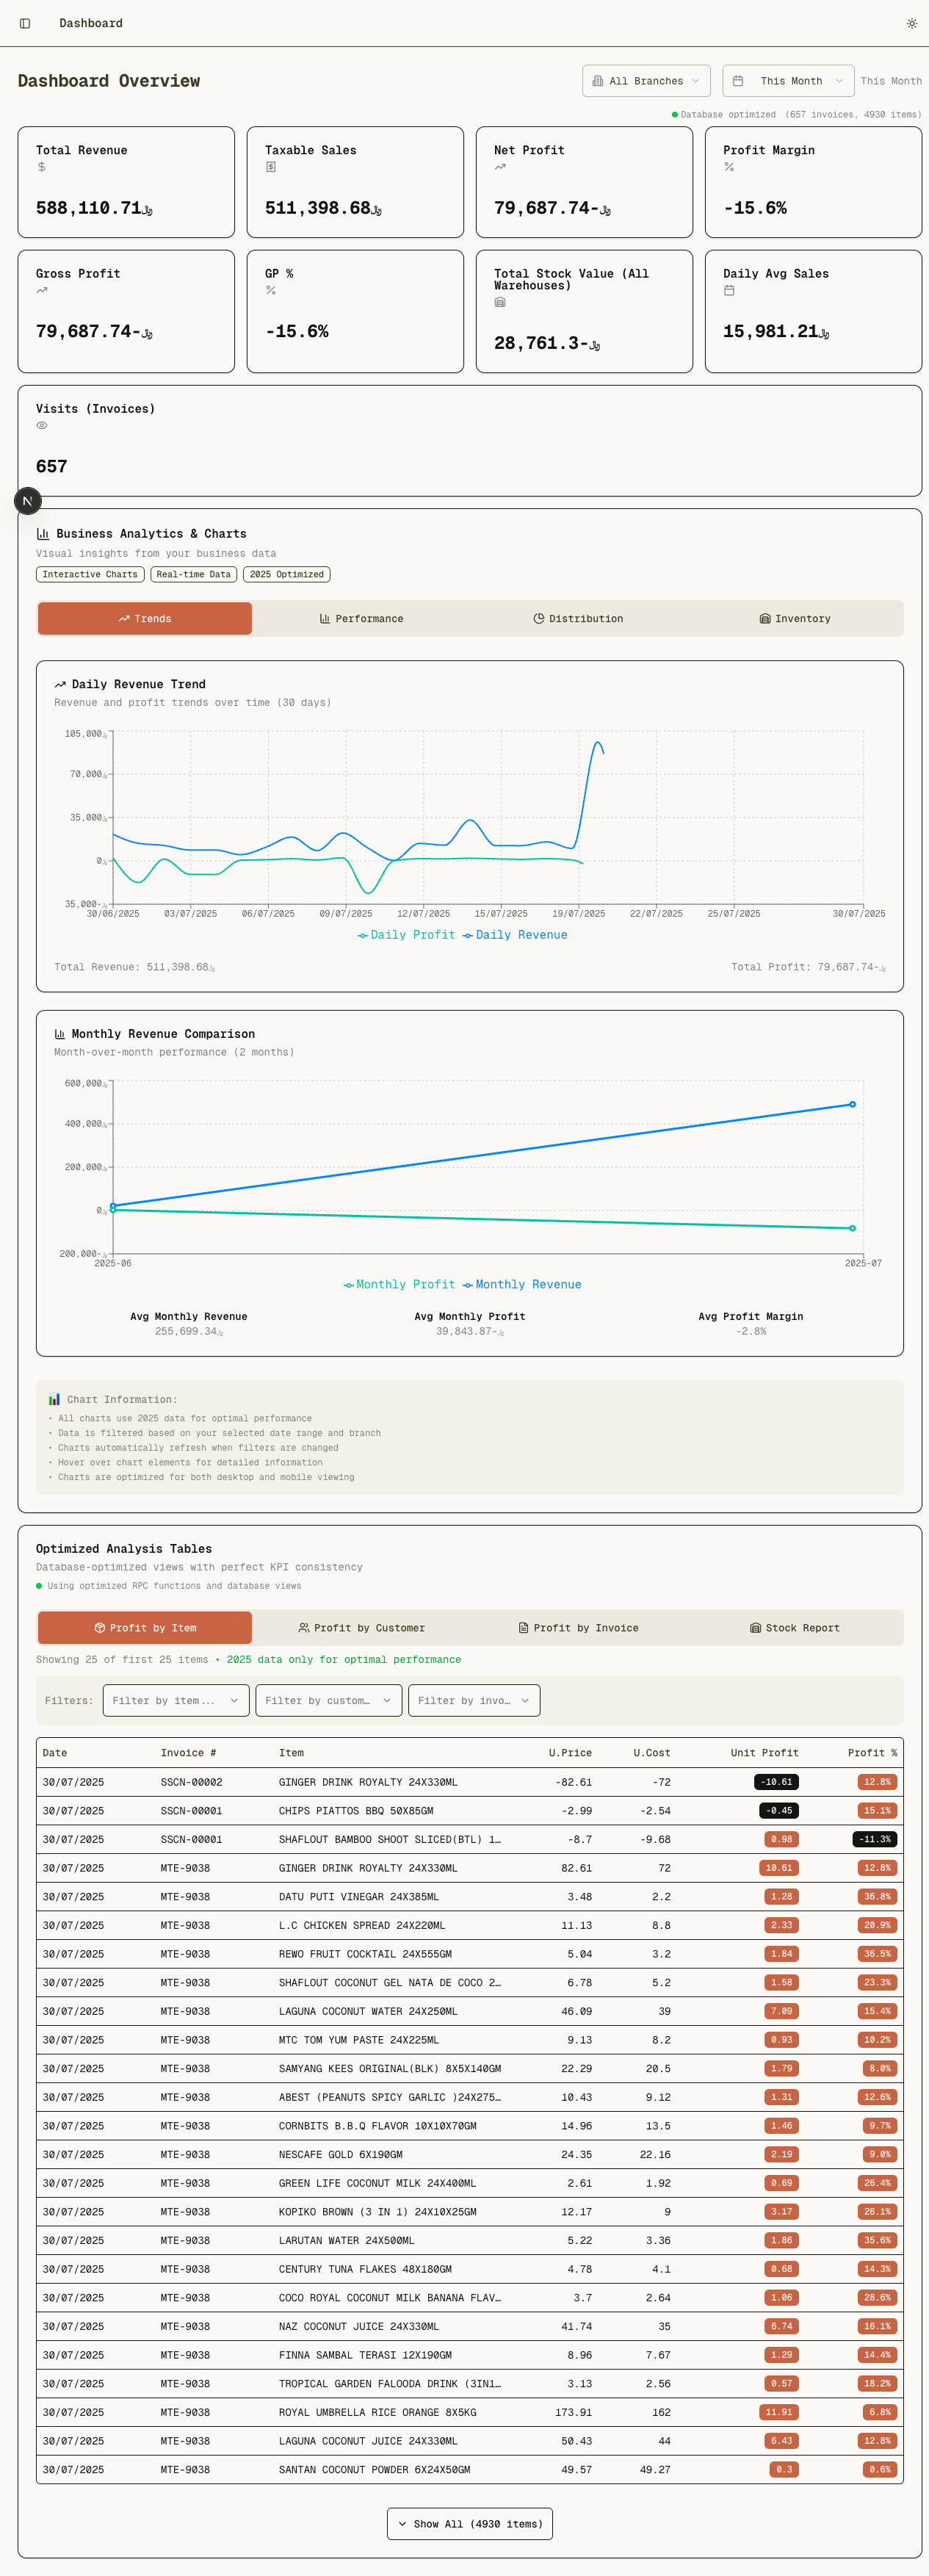 Dashboard
Dashboard Overview
All Branches
This Month
This Month
Database optimized (657 invoices, 4930 items)
Total Revenue
588,110.71﷼
Taxable Sales
511,398.68﷼
Net Profit
79,687.74-﷼
Profit Margin
-15.6%
Gross Profit
79,687.74-﷼
GP %
-15.6%
Total Stock Value (All
Warehouses)
28,761.3-﷼
Daily Avg Sales
15,981.21﷼
Visits (Invoices)
657
N
Business Analytics & Charts
Visual insights from your business data
Interactive Charts Real-time Data 2025 Optimized
Trends Performance Distribution Inventory
Daily Revenue Trend
Revenue and profit trends over time (30 days)
105,000﷼
70,000﷼
35,000﷼
0﷼
35,000-﷼
30/06/2025 03/07/2025 06/07/2025 09/07/2025 12/07/2025 15/07/2025 19/07/2025 22/07/2025 25/07/2025 30/07/2025
Daily Profit Daily Revenue
Total Revenue: 511,398.68﷼ Total Profit: 79,687.74-﷼
Monthly Revenue Comparison
Month-over-month performance (2 months)
600,000﷼
400,000﷼
200,000﷼
0﷼
200,000-﷼
2025-06 2025-07
Monthly Profit Monthly Revenue
Avg Monthly Revenue Avg Monthly Profit Avg Profit Margin
255,699.34﷼ 39,843.87-﷼ -2.8%
📊 Chart Information:
• All charts use 2025 data for optimal performance
• Data is filtered based on your selected date range and branch
• Charts automatically refresh when filters are changed
• Hover over chart elements for detailed information
• Charts are optimized for both desktop and mobile viewing
Optimized Analysis Tables
Database-optimized views with perfect KPI consistency
Using optimized RPC functions and database views
Profit by Item Profit by Customer Profit by Invoice Stock Report
Showing 25 of first 25 items • 2025 data only for optimal performance
Filters: Filter by item... Filter by custom… Filter by invo…
Date Invoice # Item U.Price U.Cost Unit Profit Profit %
30/07/2025 SSCN-00002 GINGER DRINK ROYALTY 24X330ML -82.61 -72 -10.61 12.8%
30/07/2025 SSCN-00001 CHIPS PIATTOS BBQ 50X85GM -2.99 -2.54 -0.45 15.1%
30/07/2025 SSCN-00001 SHAFLOUT BAMBOO SHOOT SLICED(BTL) 1… -8.7 -9.68 0.98 -11.3%
30/07/2025 MTE-9038 GINGER DRINK ROYALTY 24X330ML 82.61 72 10.61 12.8%
30/07/2025 MTE-9038 DATU PUTI VINEGAR 24X385ML 3.48 2.2 1.28 36.8%
30/07/2025 MTE-9038 L.C CHICKEN SPREAD 24X220ML 11.13 8.8 2.33 20.9%
30/07/2025 MTE-9038 REWO FRUIT COCKTAIL 24X555GM 5.04 3.2 1.84 36.5%
30/07/2025 MTE-9038 SHAFLOUT COCONUT GEL NATA DE COCO 2… 6.78 5.2 1.58 23.3%
30/07/2025 MTE-9038 LAGUNA COCONUT WATER 24X250ML 46.09 39 7.09 15.4%
30/07/2025 MTE-9038 MTC TOM YUM PASTE 24X225ML 9.13 8.2 0.93 10.2%
30/07/2025 MTE-9038 SAMYANG KEES ORIGINAL(BLK) 8X5X140GM 22.29 20.5 1.79 8.0%
30/07/2025 MTE-9038 ABEST (PEANUTS SPICY GARLIC )24X275… 10.43 9.12 1.31 12.6%
30/07/2025 MTE-9038 CORNBITS B.B.Q FLAVOR 10X10X70GM 14.96 13.5 1.46 9.7%
30/07/2025 MTE-9038 NESCAFE GOLD 6X190GM 24.35 22.16 2.19 9.0%
30/07/2025 MTE-9038 GREEN LIFE COCONUT MILK 24X400ML 2.61 1.92 0.69 26.4%
30/07/2025 MTE-9038 KOPIKO BROWN (3 IN 1) 24X10X25GM 12.17 9 3.17 26.1%
30/07/2025 MTE-9038 LARUTAN WATER 24X500ML 5.22 3.36 1.86 35.6%
30/07/2025 MTE-9038 CENTURY TUNA FLAKES 48X180GM 4.78 4.1 0.68 14.3%
30/07/2025 MTE-9038 COCO ROYAL COCONUT MILK BANANA FLAV… 3.7 2.64 1.06 28.6%
30/07/2025 MTE-9038 NAZ COCONUT JUICE 24X330ML 41.74 35 6.74 16.1%
30/07/2025 MTE-9038 FINNA SAMBAL TERASI 12X190GM 8.96 7.67 1.29 14.4%
30/07/2025 MTE-9038 TROPICAL GARDEN FALOODA DRINK (3IN1… 3.13 2.56 0.57 18.2%
30/07/2025 MTE-9038 ROYAL UMBRELLA RICE ORANGE 8X5KG 173.91 162 11.91 6.8%
30/07/2025 MTE-9038 LAGUNA COCONUT JUICE 24X330ML 50.43 44 6.43 12.8%
30/07/2025 MTE-9038 SANTAN COCONUT POWDER 6X24X50GM 49.57 49.27 0.3 0.6%
Show All (4930 items)